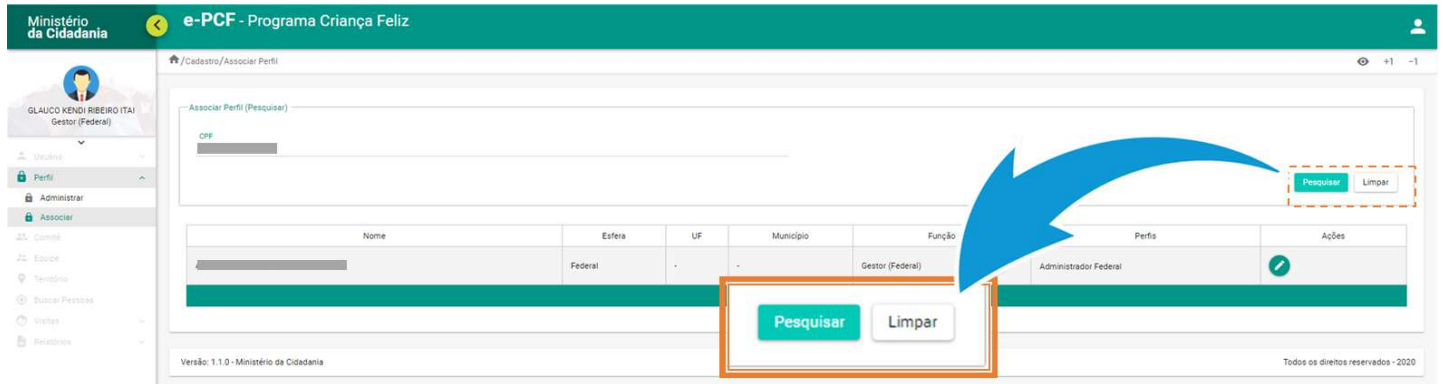 Ministério
da Cidadania
e-PCF - Programa Criança Feliz
/Cadastro/Associar Perfil
+1 -1
GLAUCO KENDI RIBEIRO ITAI
Gestor (Federal)
Usuário
Perfil
Administrar
Associar
Comitê
Equipe
Território
Buscar Pessoas
Visitas
Relatórios
Associar Perfil (Pesquisar)
CPF
Pesquisar Limpar
Nome Esfera UF Município Função Perfis Ações
Federal - - Gestor (Federal) Administrador Federal
Pesquisar Limpar
Versão: 1.1.0 - Ministério da Cidadania
Todos os direitos reservados - 2020